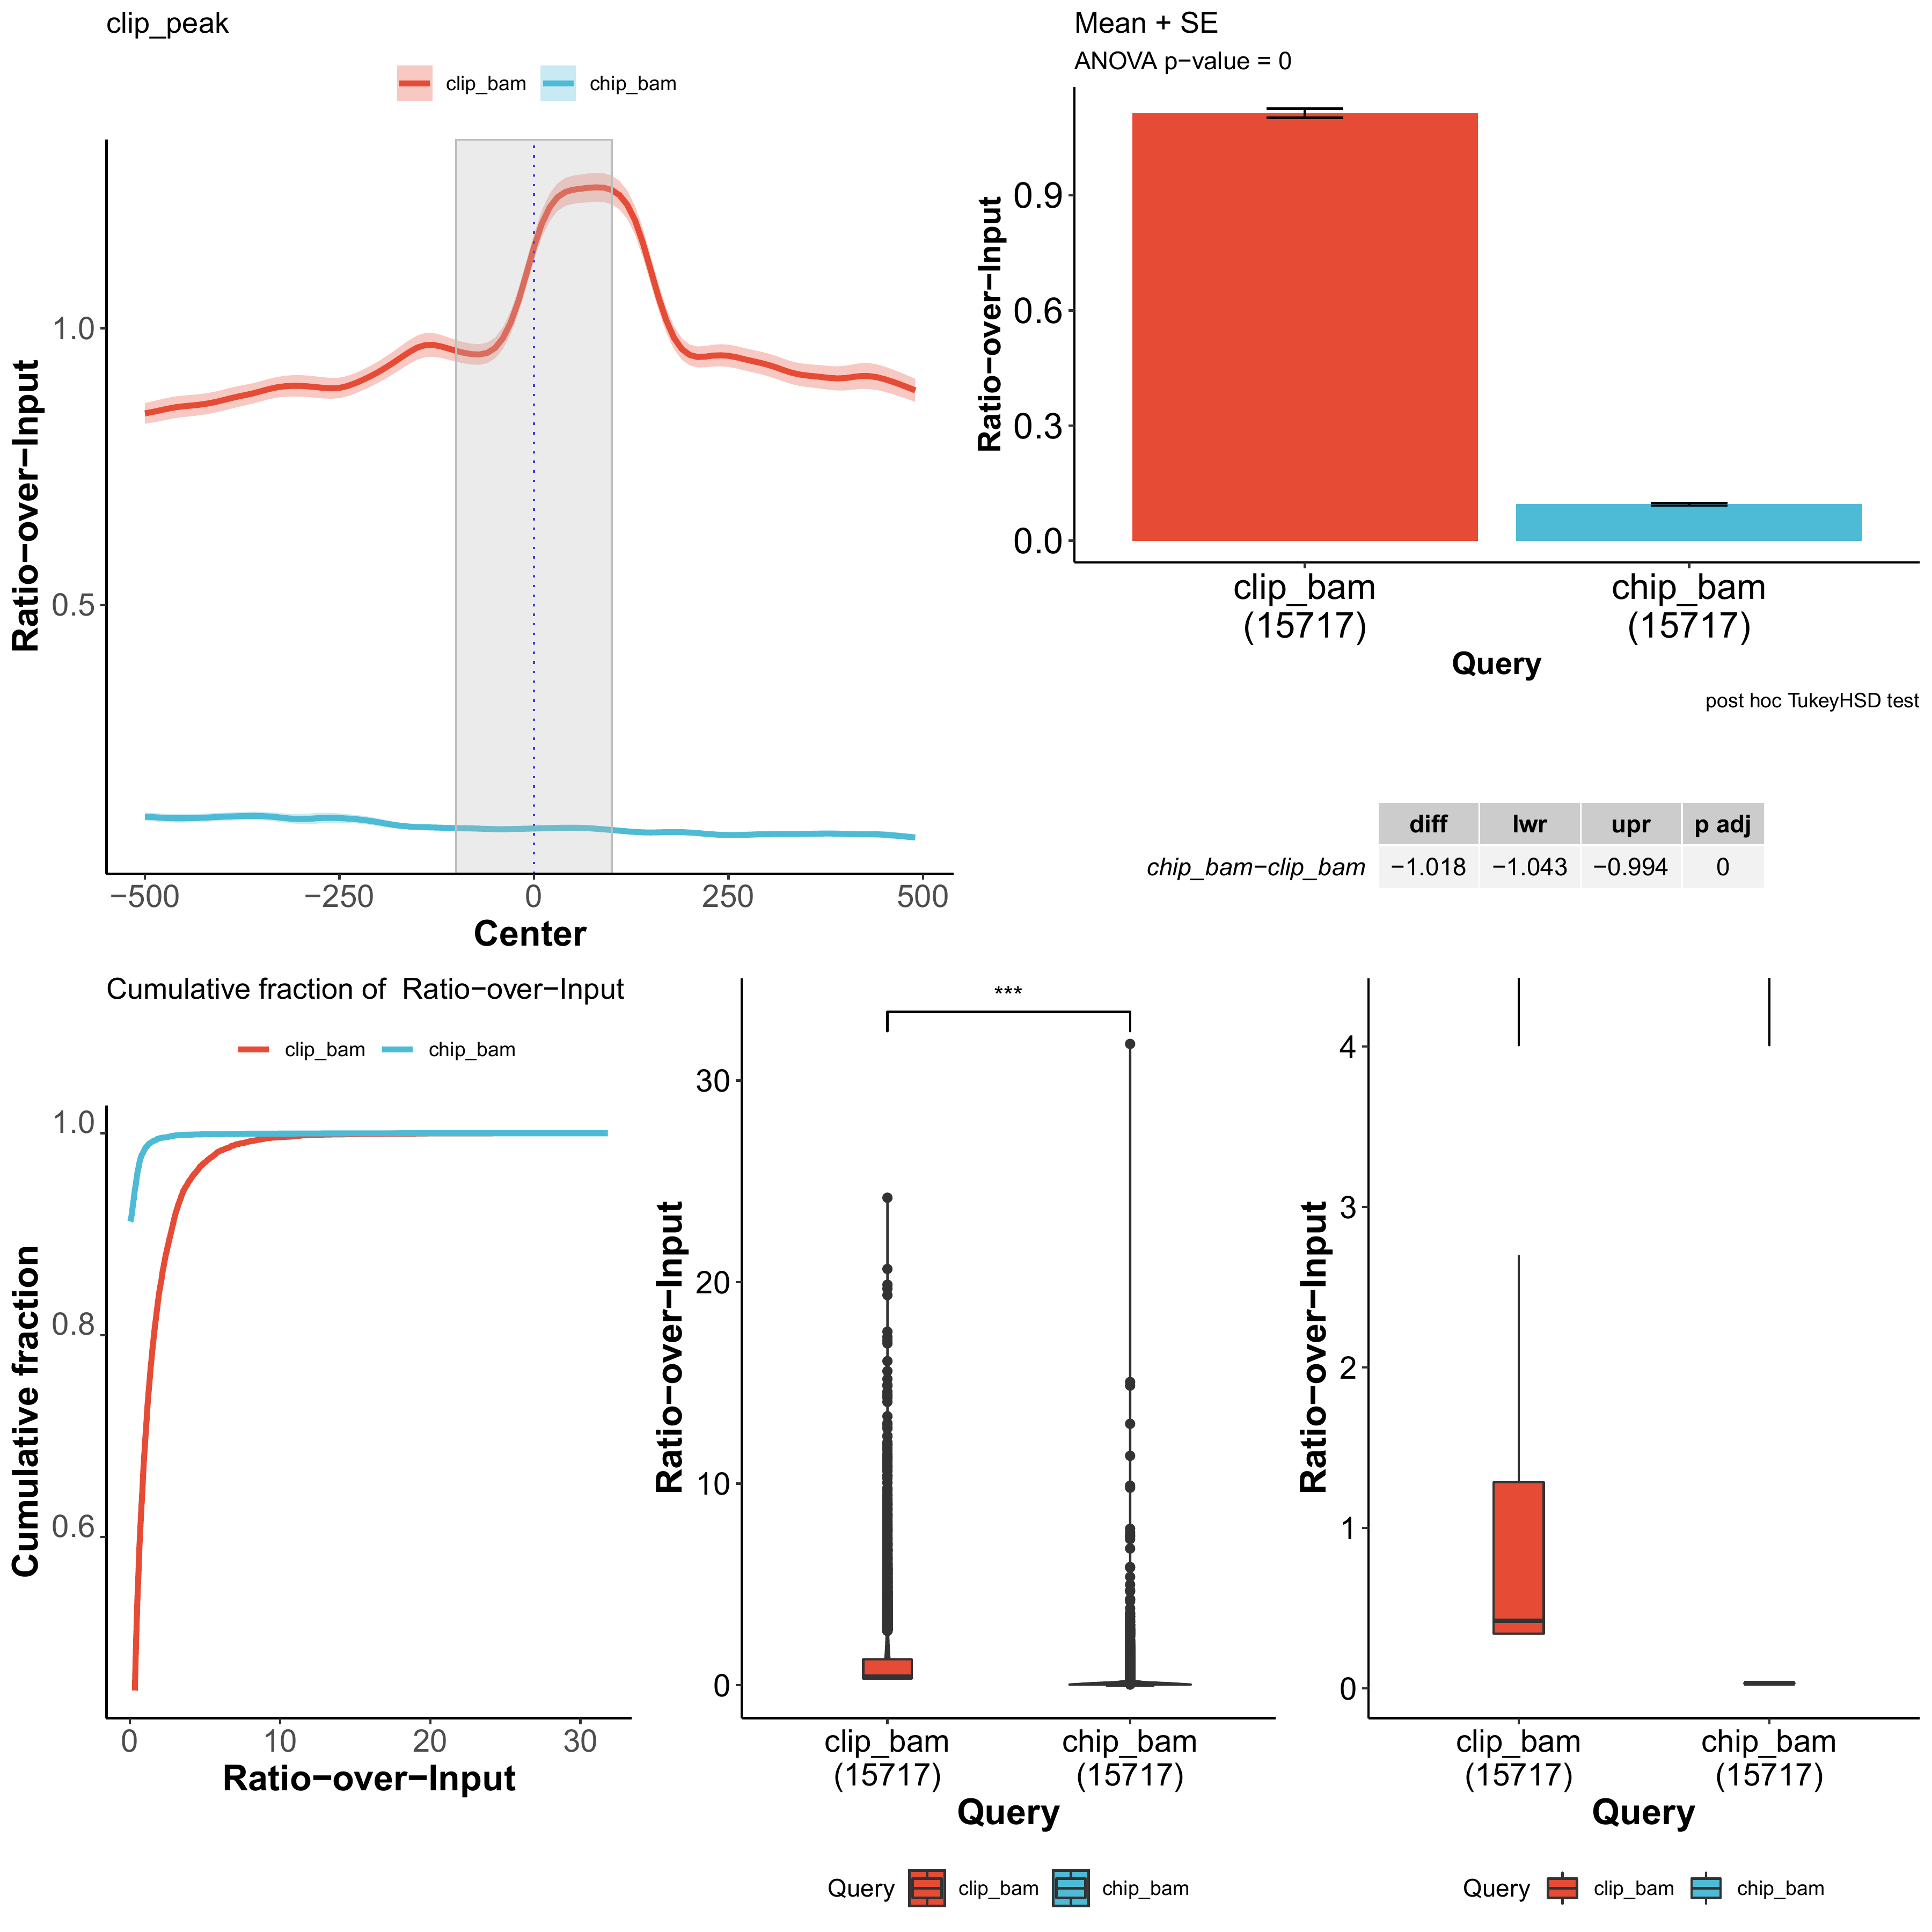 clip_peak
clip_bam chip_bam
Ratio−over−Input
1.0
0.5
−500 −250 0 250 500
Center
Mean + SE
ANOVA p−value = 0
Ratio−over−Input
0.9
0.6
0.3
0.0
clip_bam chip_bam
(15717) (15717)
Query
post hoc TukeyHSD test
diff lwr upr p adj
chip_bam−clip_bam −1.018 −1.043 −0.994 0
Cumulative fraction of  Ratio−over−Input
clip_bam chip_bam
Cumulative fraction
1.0
0.8
0.6
0 10 20 30
Ratio−over−Input
***
Ratio−over−Input
30
20
10
0
clip_bam chip_bam
(15717) (15717)
Query
Query clip_bam chip_bam
Ratio−over−Input
4
3
2
1
0
clip_bam chip_bam
(15717) (15717)
Query
Query clip_bam chip_bam